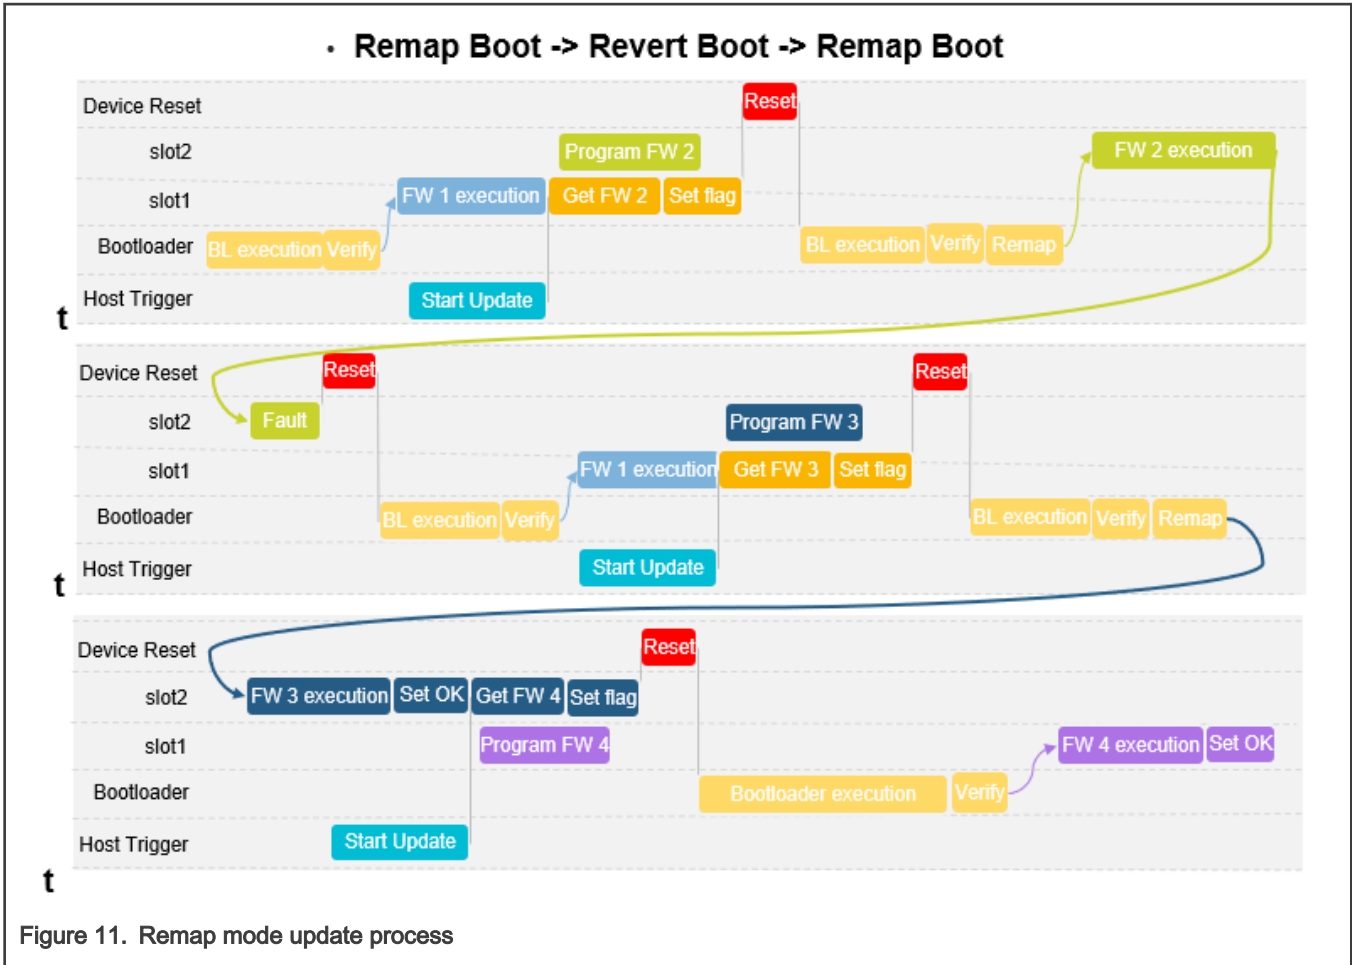 • Remap Boot -> Revert Boot -> Remap Boot
Device Reset
Reset
slot2
Program FW 2
FW 2 execution
slot1
FW 1 execution
Get FW 2
Set flag
Bootloader
BL execution
Verify
BL execution
Verify
Remap
Host Trigger
Start Update
t
Device Reset
Reset
Reset
slot2
Fault
Program FW 3
slot1
FW 1 execution
Get FW 3
Set flag
Bootloader
BL execution
Verify
BL execution
Verify
Remap
Host Trigger
Start Update
t
Device Reset
Reset
slot2
FW 3 execution
Set OK
Get FW 4
Set flag
slot1
Program FW 4
FW 4 execution
Set OK
Bootloader
Bootloader execution
Verify
Host Trigger
Start Update
t
Figure 11. Remap mode update process